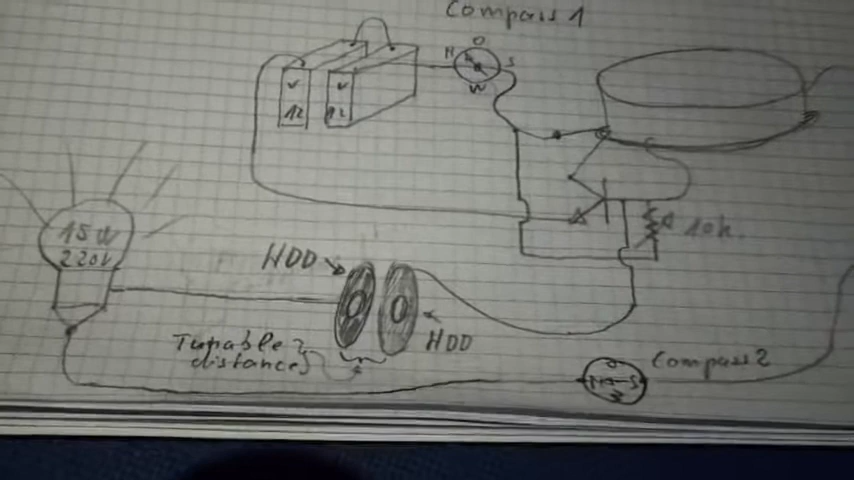 Compass 1
N
O
S
W
12
12
15W
220V
10k.
HDD
HDD
Tunable
distance
Compass 2
O
N S